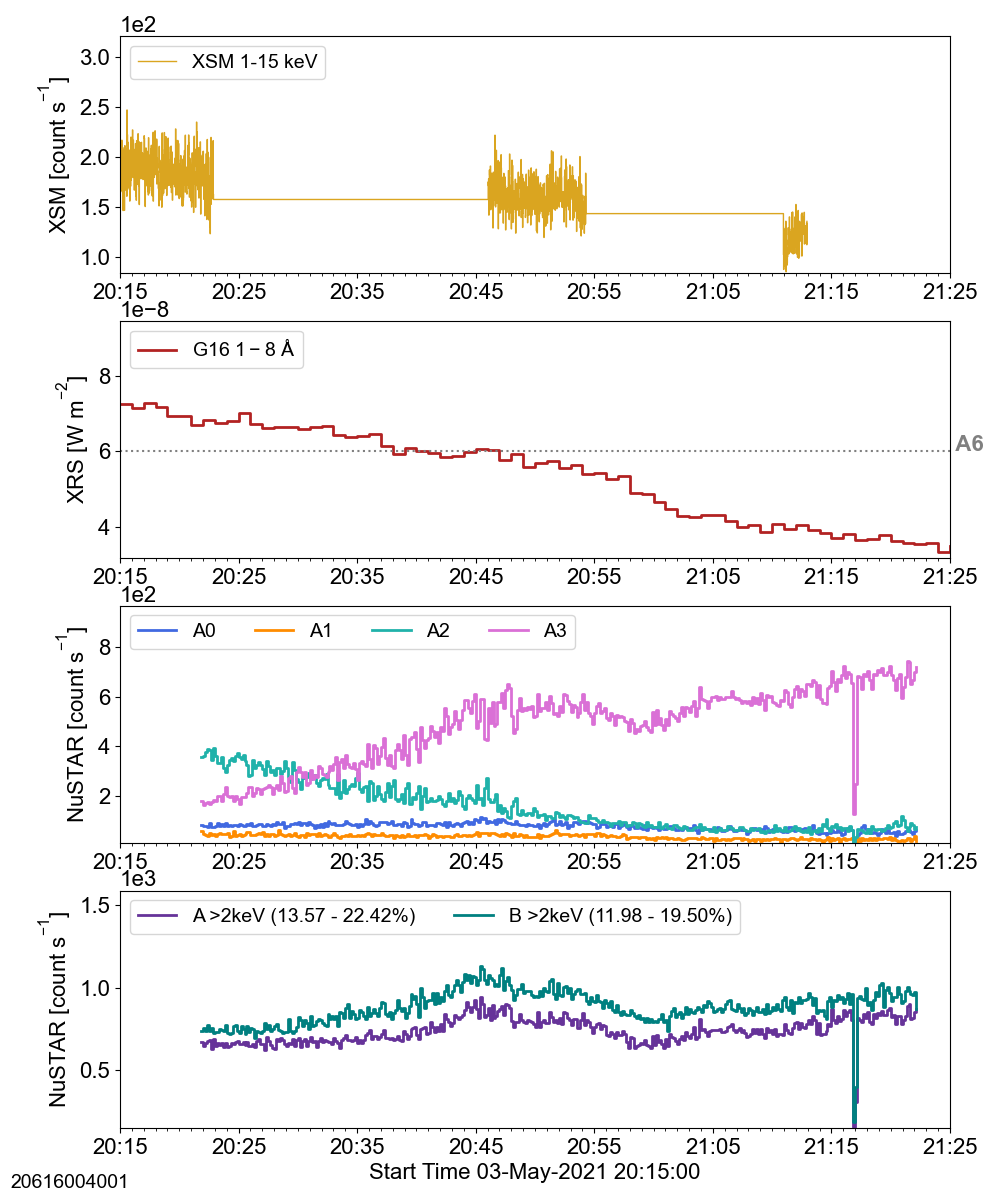 1e2
XSM 1-15 keV
XSM [count s⁻¹]
3.0
2.5
2.0
1.5
1.0
20:15 20:25 20:35 20:45 20:55 21:05 21:15 21:25
1e−8
G16 1 − 8 Å
XRS [W m⁻²]
8
6
4
A6
20:15 20:25 20:35 20:45 20:55 21:05 21:15 21:25
1e2
A0 A1 A2 A3
NuSTAR [count s⁻¹]
8
6
4
2
20:15 20:25 20:35 20:45 20:55 21:05 21:15 21:25
1e3
A >2keV (13.57 - 22.42%) B >2keV (11.98 - 19.50%)
NuSTAR [count s⁻¹]
1.5
1.0
0.5
20:15 20:25 20:35 20:45 20:55 21:05 21:15 21:25
Start Time 03-May-2021 20:15:00
20616004001